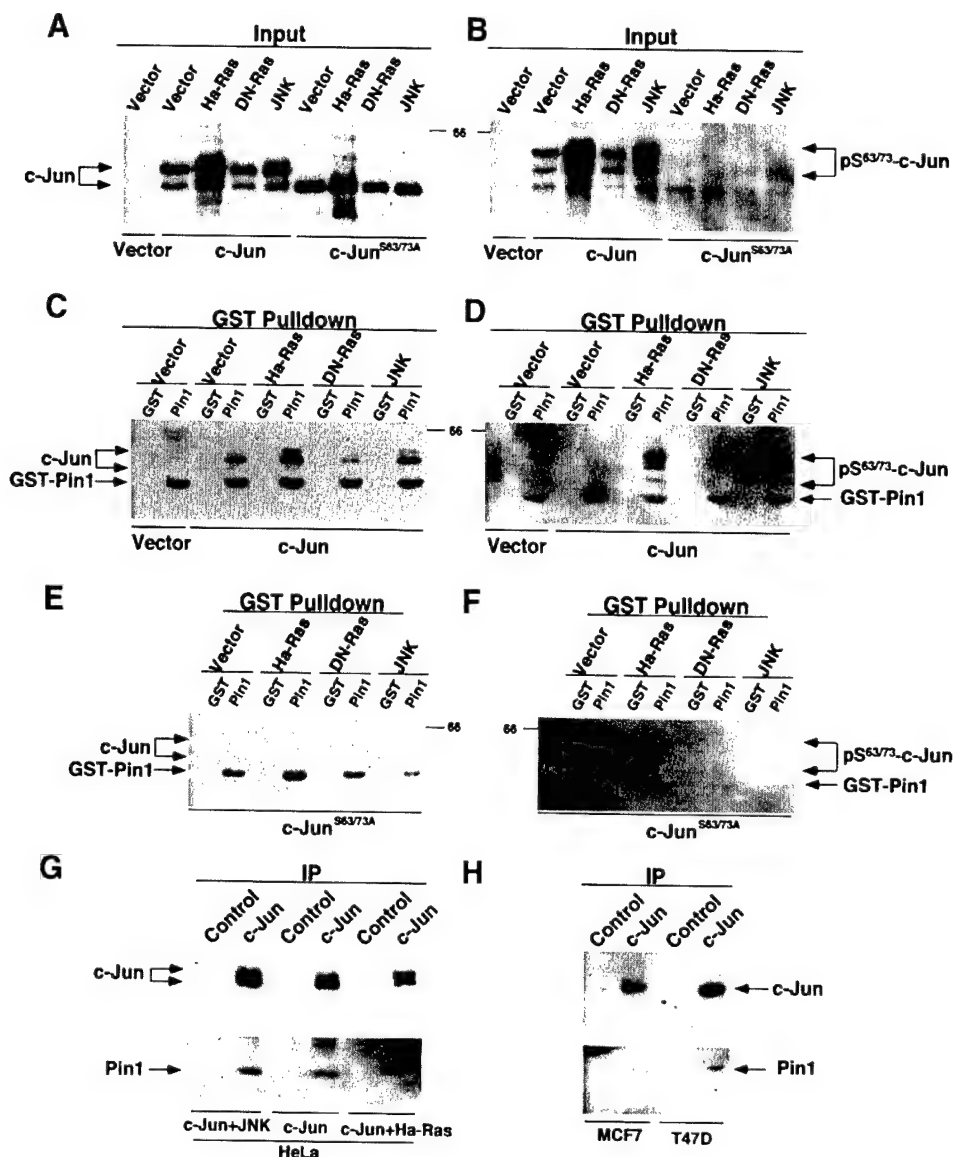 A
Input
Vector Vector Ha-Ras DN-Ras JNK Vector Ha-Ras DN-Ras JNK
66
c-Jun
Vector c-Jun c-Jun S63/73A
B
Input
Vector Vector Ha-Ras DN-Ras JNK Vector Ha-Ras DN-Ras JNK
pS63/73-c-Jun
Vector c-Jun c-Jun S63/73A
C
GST Pulldown
Vector Vector Ha-Ras DN-Ras JNK
GST Pin1 GST Pin1 GST Pin1 GST Pin1 GST Pin1
66
c-Jun
GST-Pin1
Vector c-Jun
D
GST Pulldown
Vector Vector Ha-Ras DN-Ras JNK
GST Pin1 GST Pin1 GST Pin1 GST Pin1 GST Pin1
pS63/73-c-Jun
GST-Pin1
Vector c-Jun
E
GST Pulldown
Vector Ha-Ras DN-Ras JNK
GST Pin1 GST Pin1 GST Pin1 GST Pin1
66
c-Jun
GST-Pin1
c-Jun S63/73A
F
GST Pulldown
Vector Ha-Ras DN-Ras JNK
GST Pin1 GST Pin1 GST Pin1 GST Pin1
pS63/73-c-Jun
GST-Pin1
c-Jun S63/73A
G
IP
Control c-Jun Control c-Jun Control c-Jun
c-Jun
Pin1
c-Jun+JNK c-Jun c-Jun+Ha-Ras
HeLa
H
IP
Control c-Jun Control c-Jun
c-Jun
Pin1
MCF7 T47D